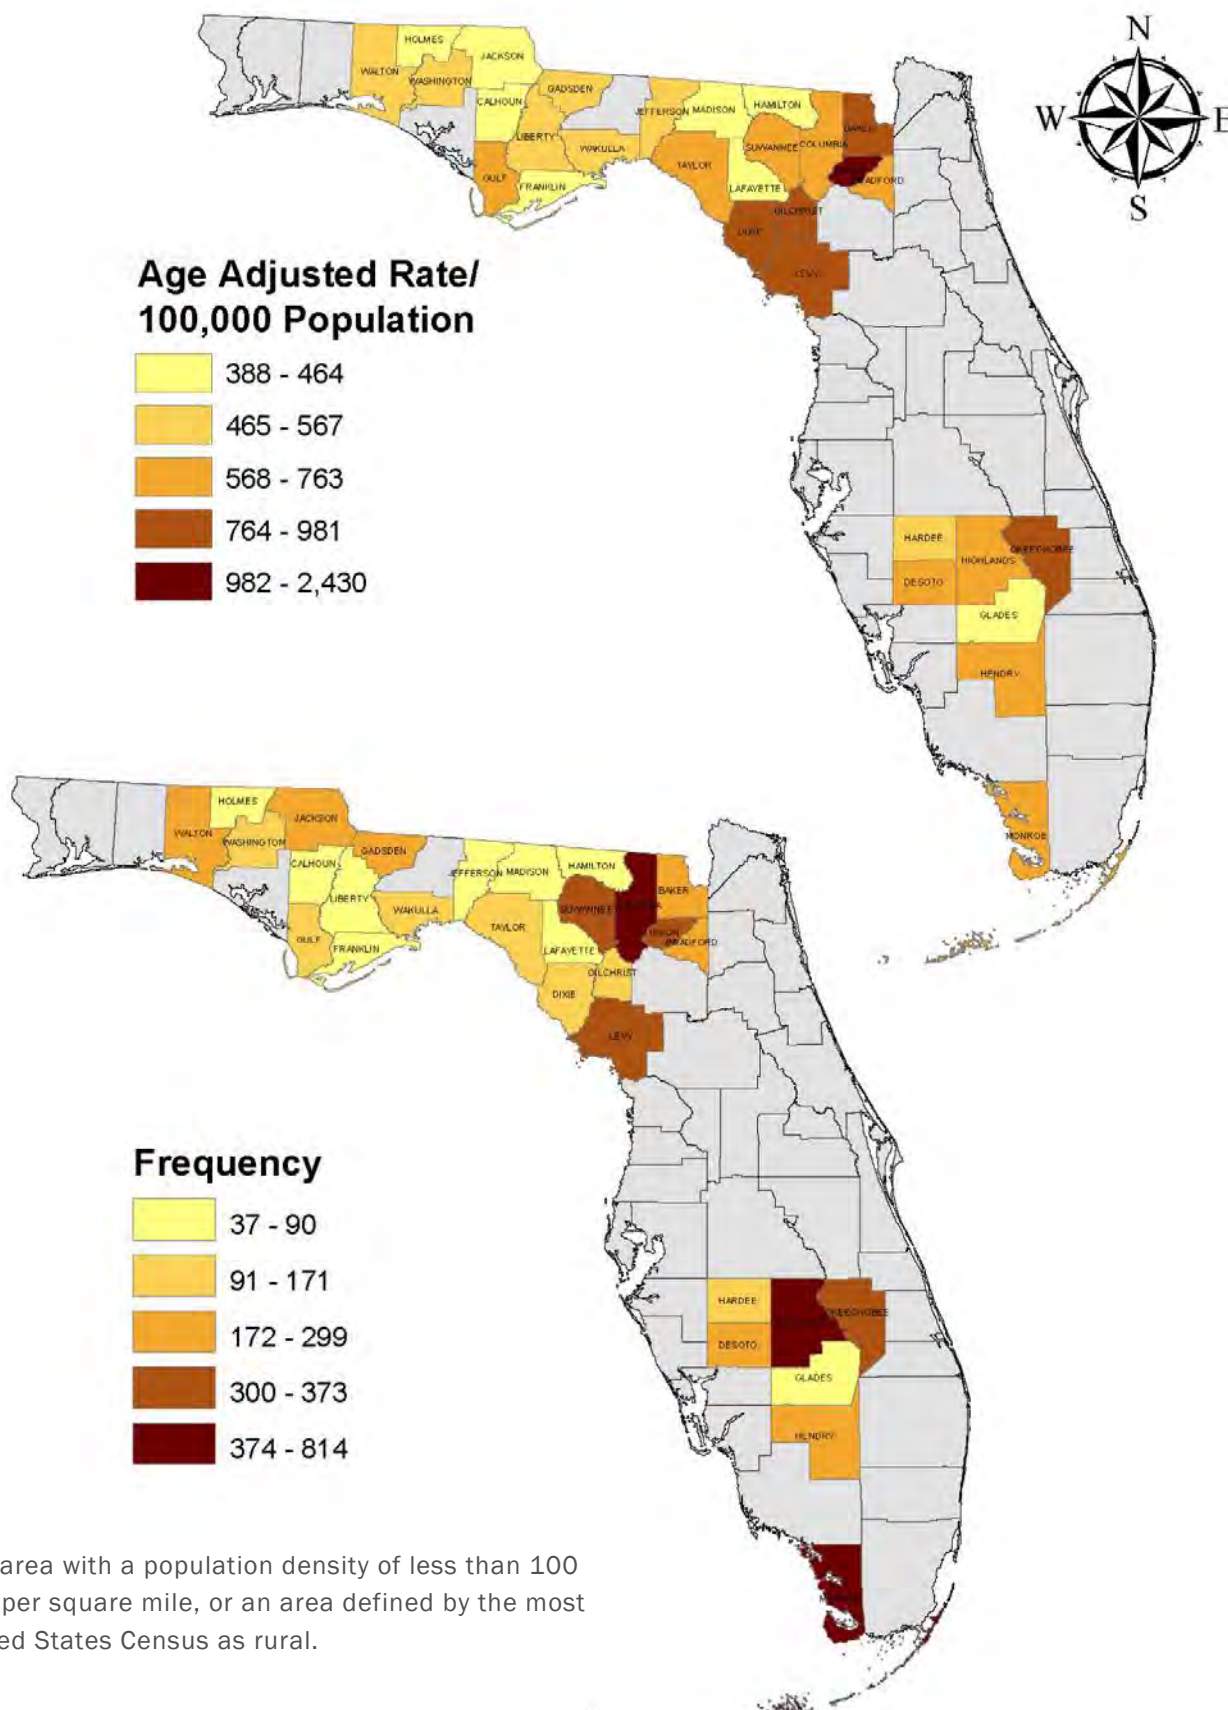 N
W
E
S
HOLMES
JACKSON
WALTON
WASHINGTON
GADSDEN
CALHOUN
JEFFERSON
MADISON
HAMILTON
BAKER
LIBERTY
WAKULLA
SUWANNEE
COLUMBIA
TAYLOR
GULF
FRANKLIN
LAFAYETTE
GILCHRIST
DIXIE
LEVY
Age Adjusted Rate/
100,000 Population
388 - 464
465 - 567
568 - 763
764 - 981
982 - 2,430
HARDEE
OKEECHOBEE
HIGHLANDS
DESOTO
GLADES
HENDRY
MONROE
HOLMES
JACKSON
WALTON
WASHINGTON
GADSDEN
CALHOUN
JEFFERSON
MADISON
HAMILTON
BAKER
LIBERTY
WAKULLA
SUWANNEE
TAYLOR
UNION
BRADFORD
GULF
FRANKLIN
LAFAYETTE
GILCHRIST
DIXIE
LEVY
Frequency
37 - 90
91 - 171
172 - 299
300 - 373
374 - 814
HARDEE
OKEECHOBEE
DESOTO
GLADES
HENDRY
area with a population density of less than 100
per square mile, or an area defined by the most
ed States Census as rural.